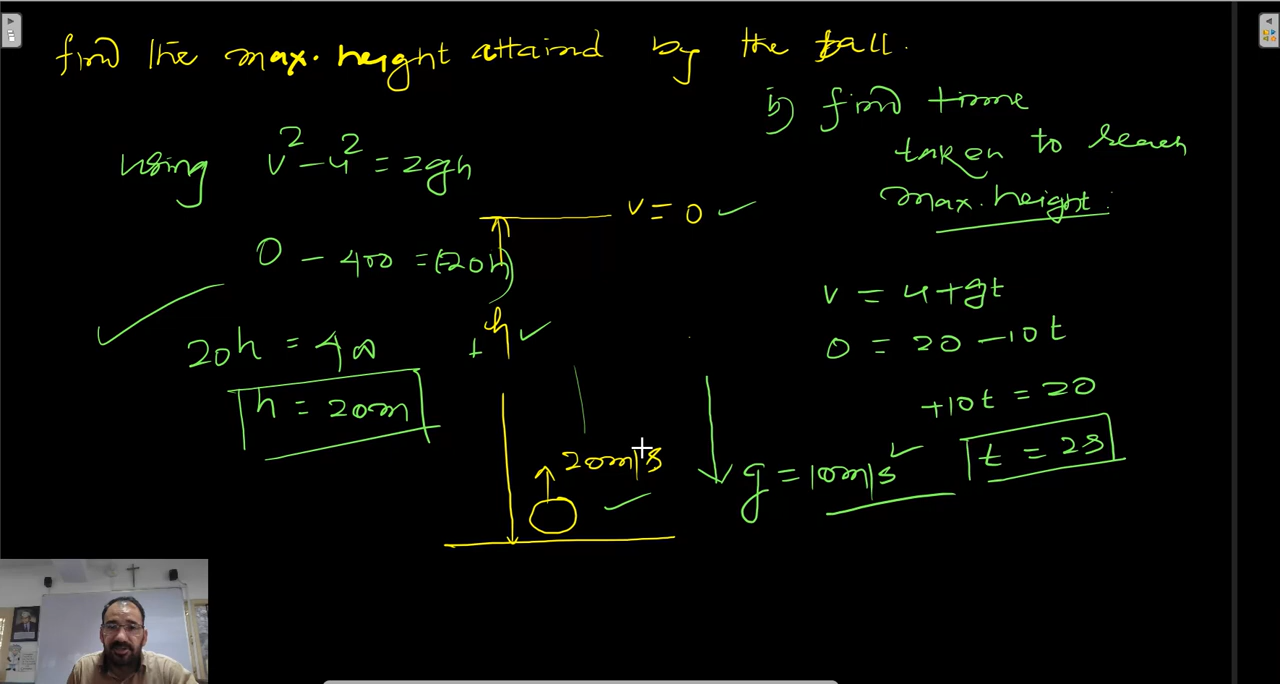 find the max. height attained by the ball.
using v² - u² = 2gh
0 - 400 = (-20h)
20h = 400
h = 20m
v = 0
+ h
20m/s
g = 10m/s
ii) find time
taken to reach
max. height.
v = u + gt
0 = 20 - 10t
+10t = 20
t = 2s